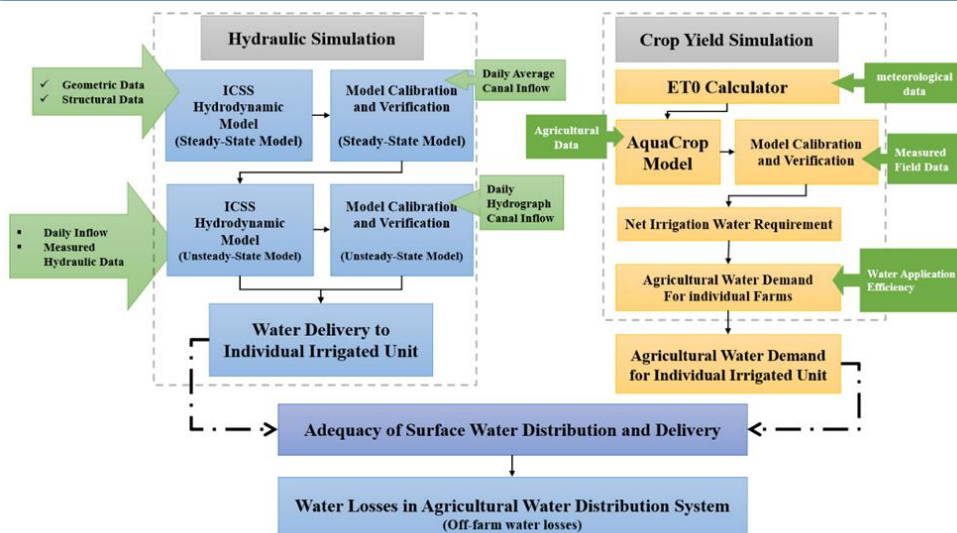 Hydraulic Simulation
✓ Geometric Data
✓ Structural Data
ICSS
Hydrodynamic
Model
(Steady-State Model)
Model Calibration
and Verification
(Steady-State Model)
Daily Average
Canal Inflow
▪ Daily Inflow
▪ Measured
Hydraulic Data
ICSS
Hydrodynamic
Model
(Unsteady-State Model)
Model Calibration
and Verification
(Unsteady-State Model)
Daily
Hydrograph
Canal Inflow
Water Delivery to
Individual Irrigated Unit
Crop Yield Simulation
ET0 Calculator
meteorological
data
Agricultural
Data
AquaCrop
Model
Model Calibration
and Verification
Measured
Field Data
Net Irrigation Water Requirement
Agricultural Water Demand
For individual Farms
Water Application
Efficiency
Agricultural Water Demand
for Individual Irrigated Unit
Adequacy of Surface Water Distribution and Delivery
Water Losses in Agricultural Water Distribution System
(Off-farm water losses)